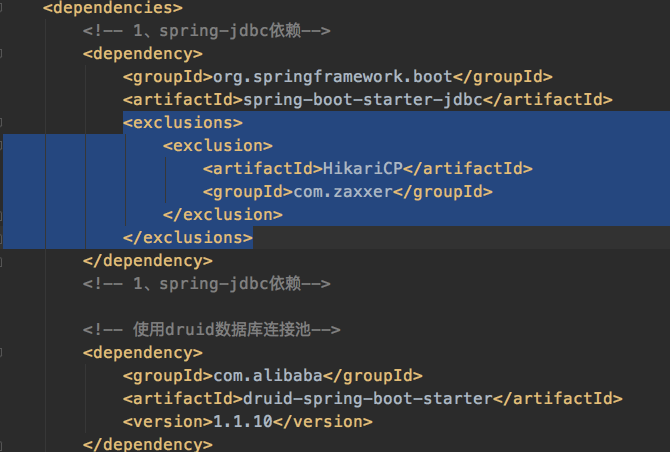 <dependencies>
<!-- 1、spring-jdbc依赖-->
<dependency>
<groupId>org.springframework.boot</groupId>
<artifactId>spring-boot-starter-jdbc</artifactId>
<exclusions>
<exclusion>
<artifactId>HikariCP</artifactId>
<groupId>com.zaxxer</groupId>
</exclusion>
</exclusions>
</dependency>
<!-- 1、spring-jdbc依赖-->
<!-- 使用druid数据库连接池-->
<dependency>
<groupId>com.alibaba</groupId>
<artifactId>druid-spring-boot-starter</artifactId>
<version>1.1.10</version>
</dependency>